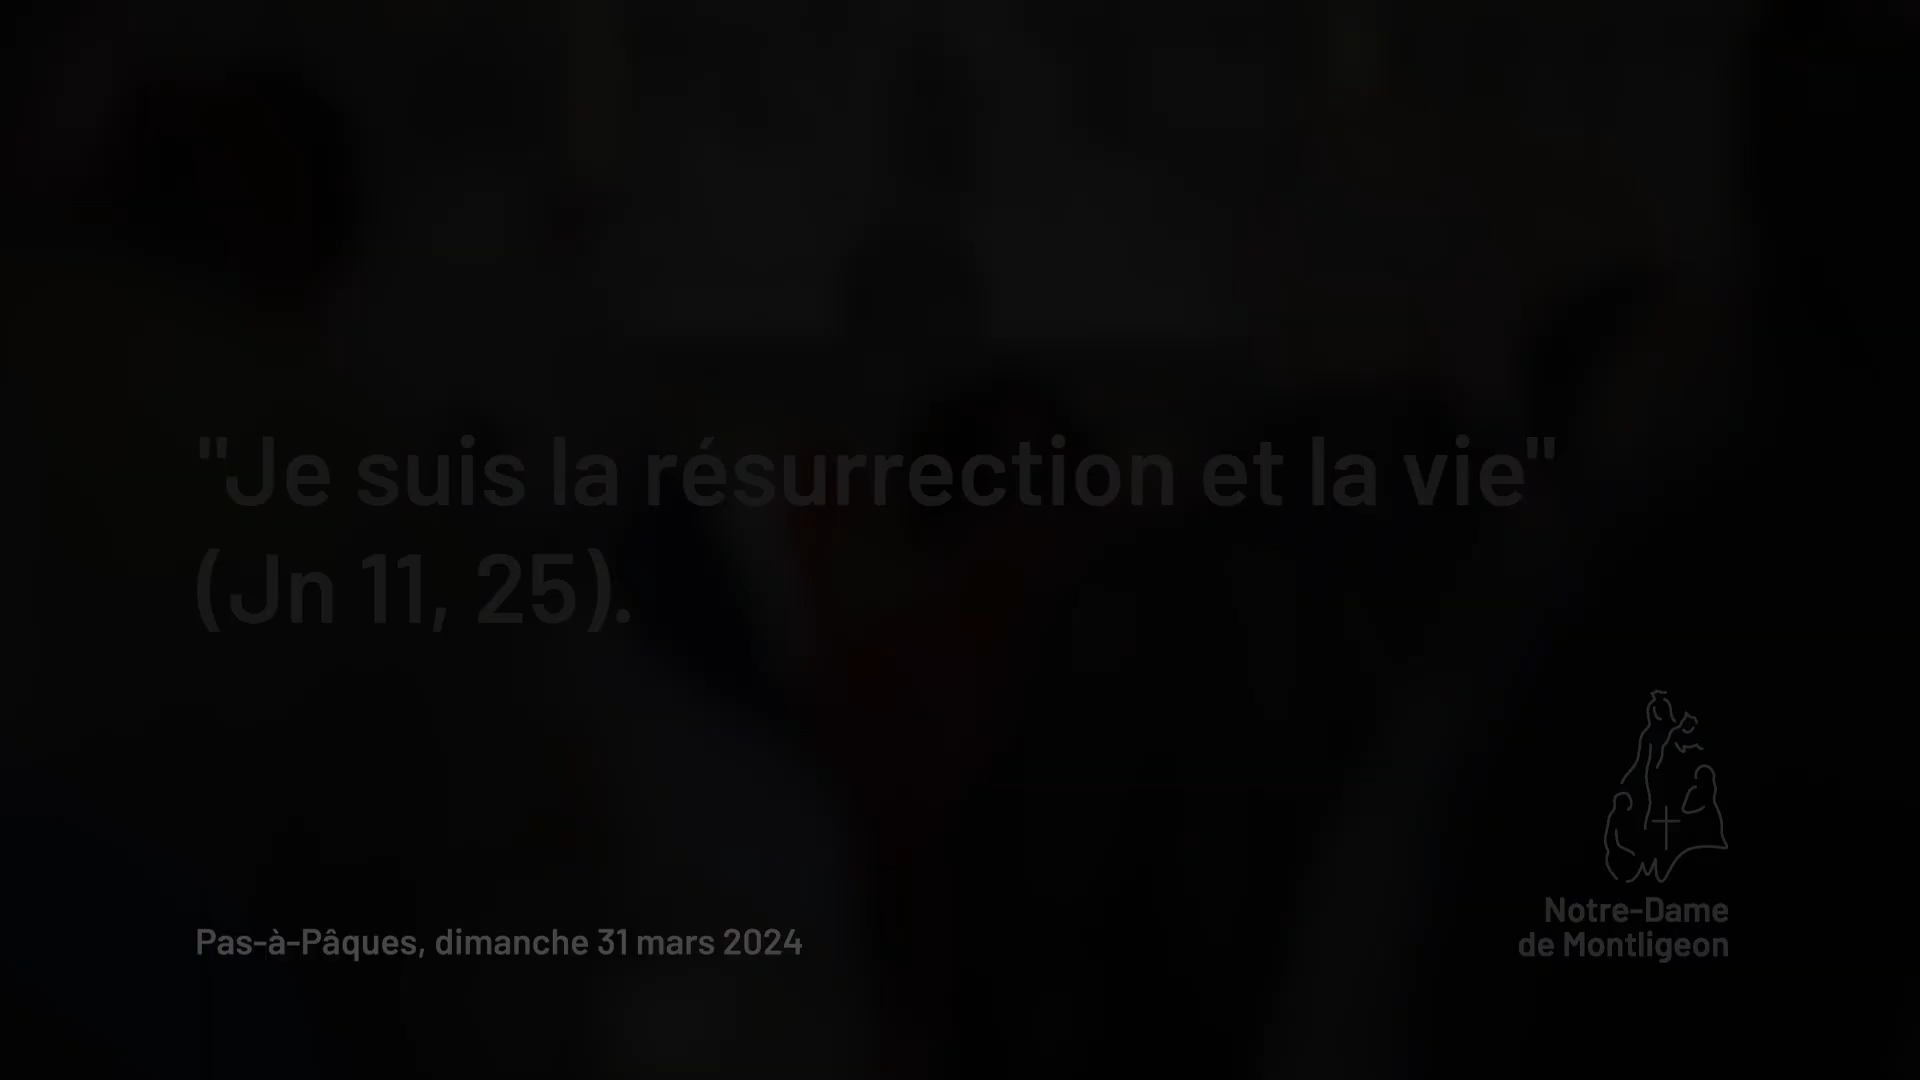 "Je suis la résurrection et la vie"
(Jn 11, 25).
Pas-à-Pâques, dimanche 31 mars 2024
Notre-Dame
de Montligeon